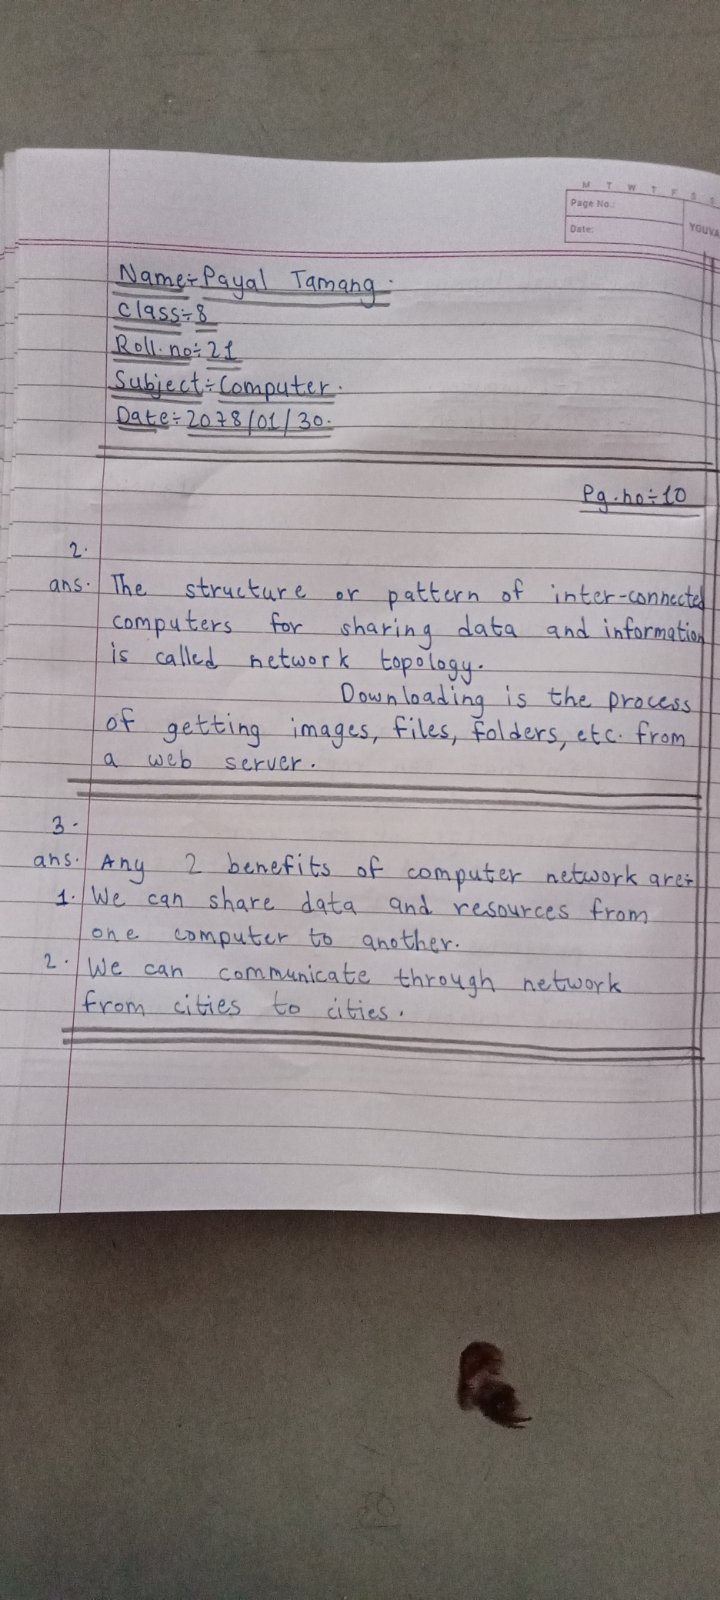 M T W T F S S
Page No.:
Date:
YOUVA
Name÷Payal Tamang.
Class÷8
Roll.no÷21
Subject÷Computer.
Date÷2078/01/30.
Pg.no÷10
2.
ans. The structure or pattern of inter-connected
computers for sharing data and information
is called network topology.
Downloading is the process
of getting images, files, folders, etc. from
a web server.
3.
ans. Any 2 benefits of computer network are÷
1. We can share data and resources from
one computer to another.
2. We can communicate through network
from cities to cities.